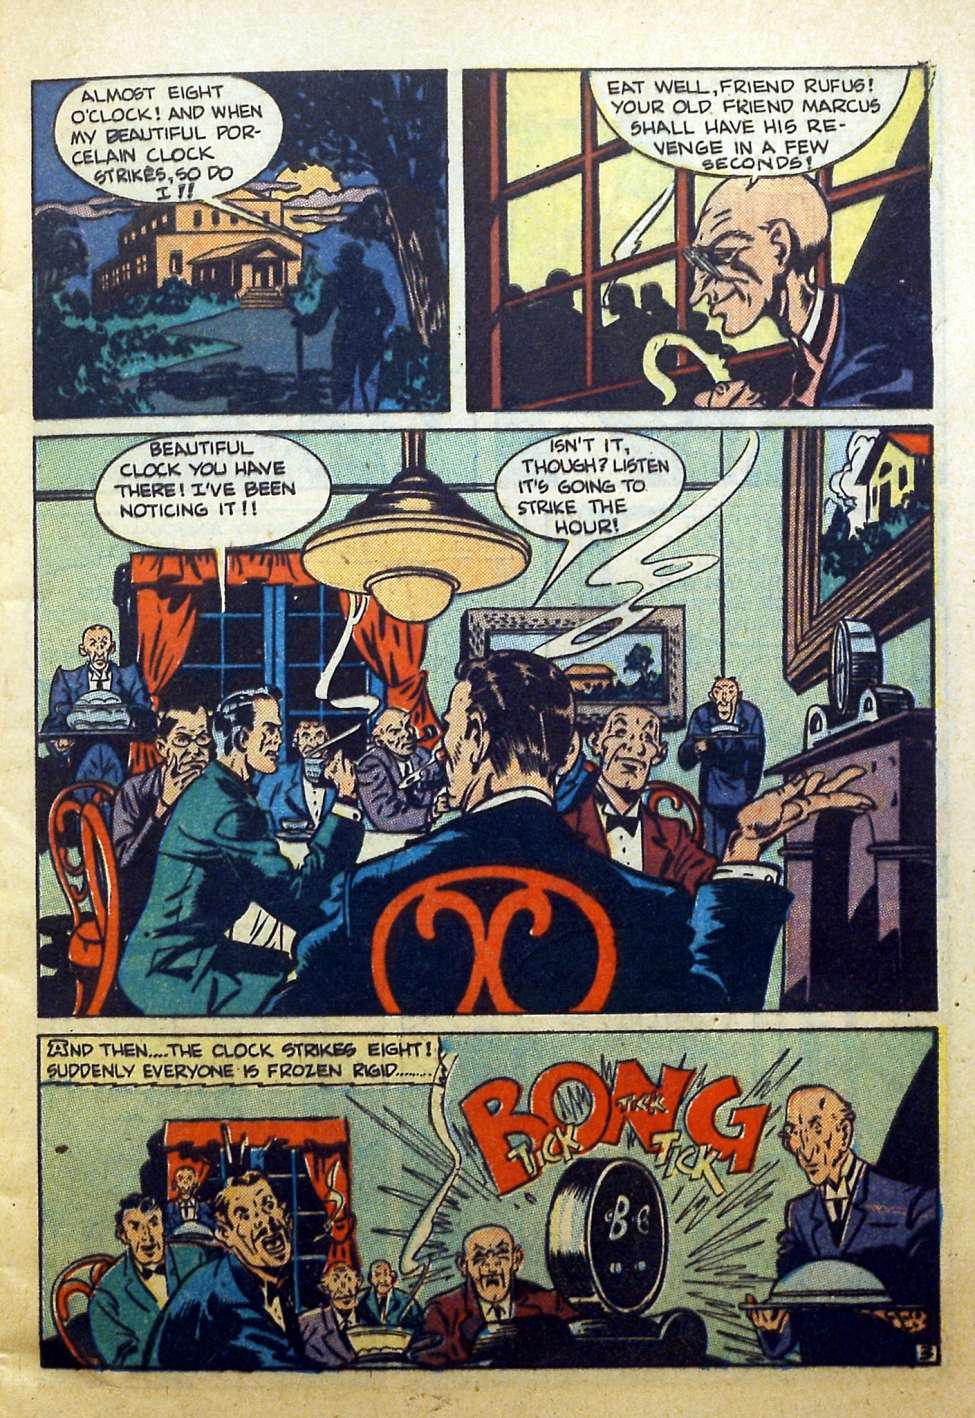 ALMOST EIGHT
O'CLOCK! AND WHEN
MY BEAUTIFUL POR-
CELAIN CLOCK
STRIKES, SO DO
I!!
EAT WELL, FRIEND RUFUS!
YOUR OLD FRIEND MARCUS
SHALL HAVE HIS RE-
VENGE IN A FEW
SECONDS!
BEAUTIFUL
CLOCK YOU HAVE
THERE! I'VE BEEN
NOTICING IT!!
ISN'T IT,
THOUGH? LISTEN
IT'S GOING TO
STRIKE THE
HOUR!
AND THEN....THE CLOCK STRIKES EIGHT!
SUDDENLY EVERYONE IS FROZEN RIGID........
BONG
TICK
TICK
TICK
B C
3